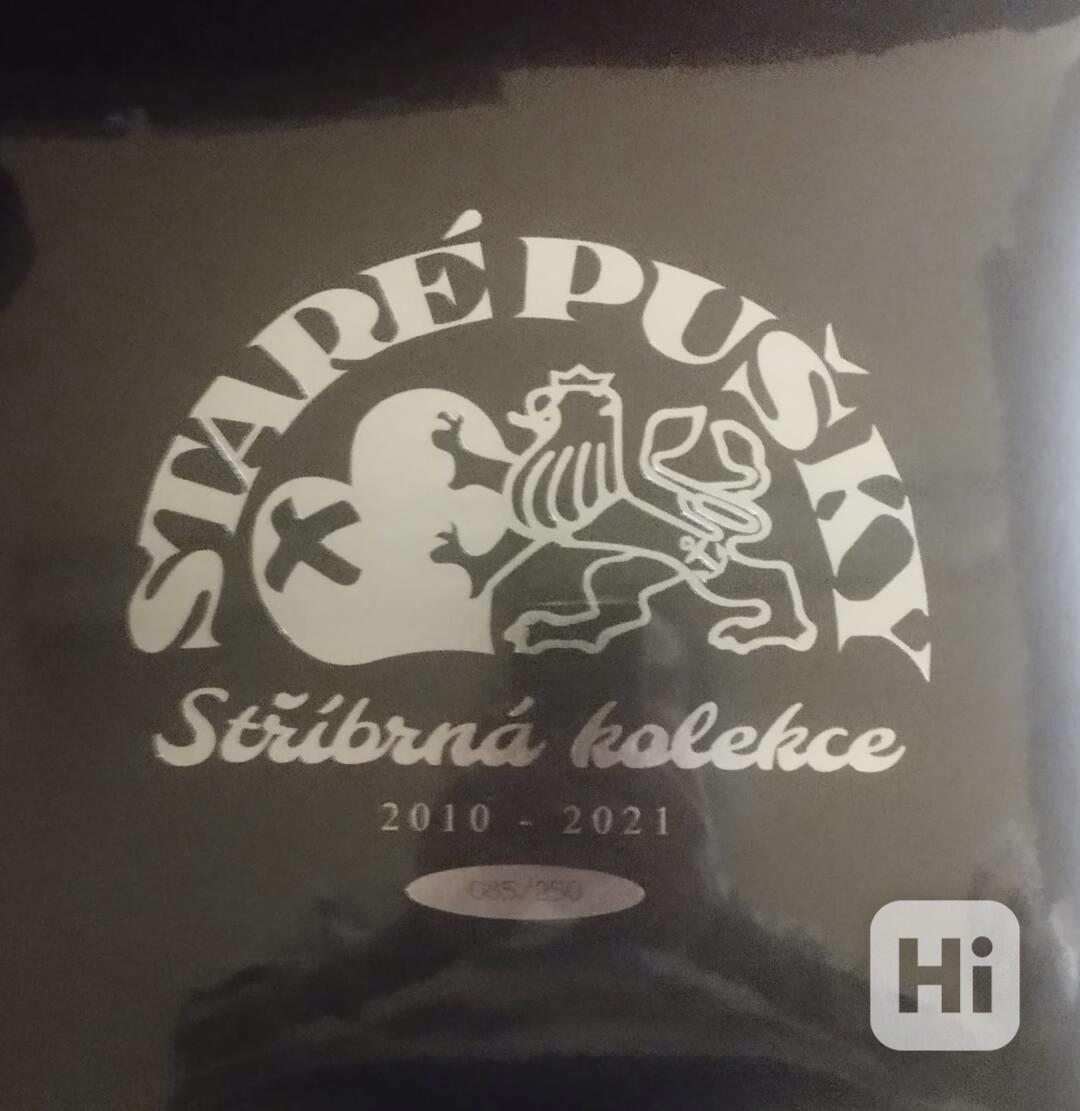 STARÉ PUŠKY
Stříbrná kolekce
2010 - 2021
085/250
Hi